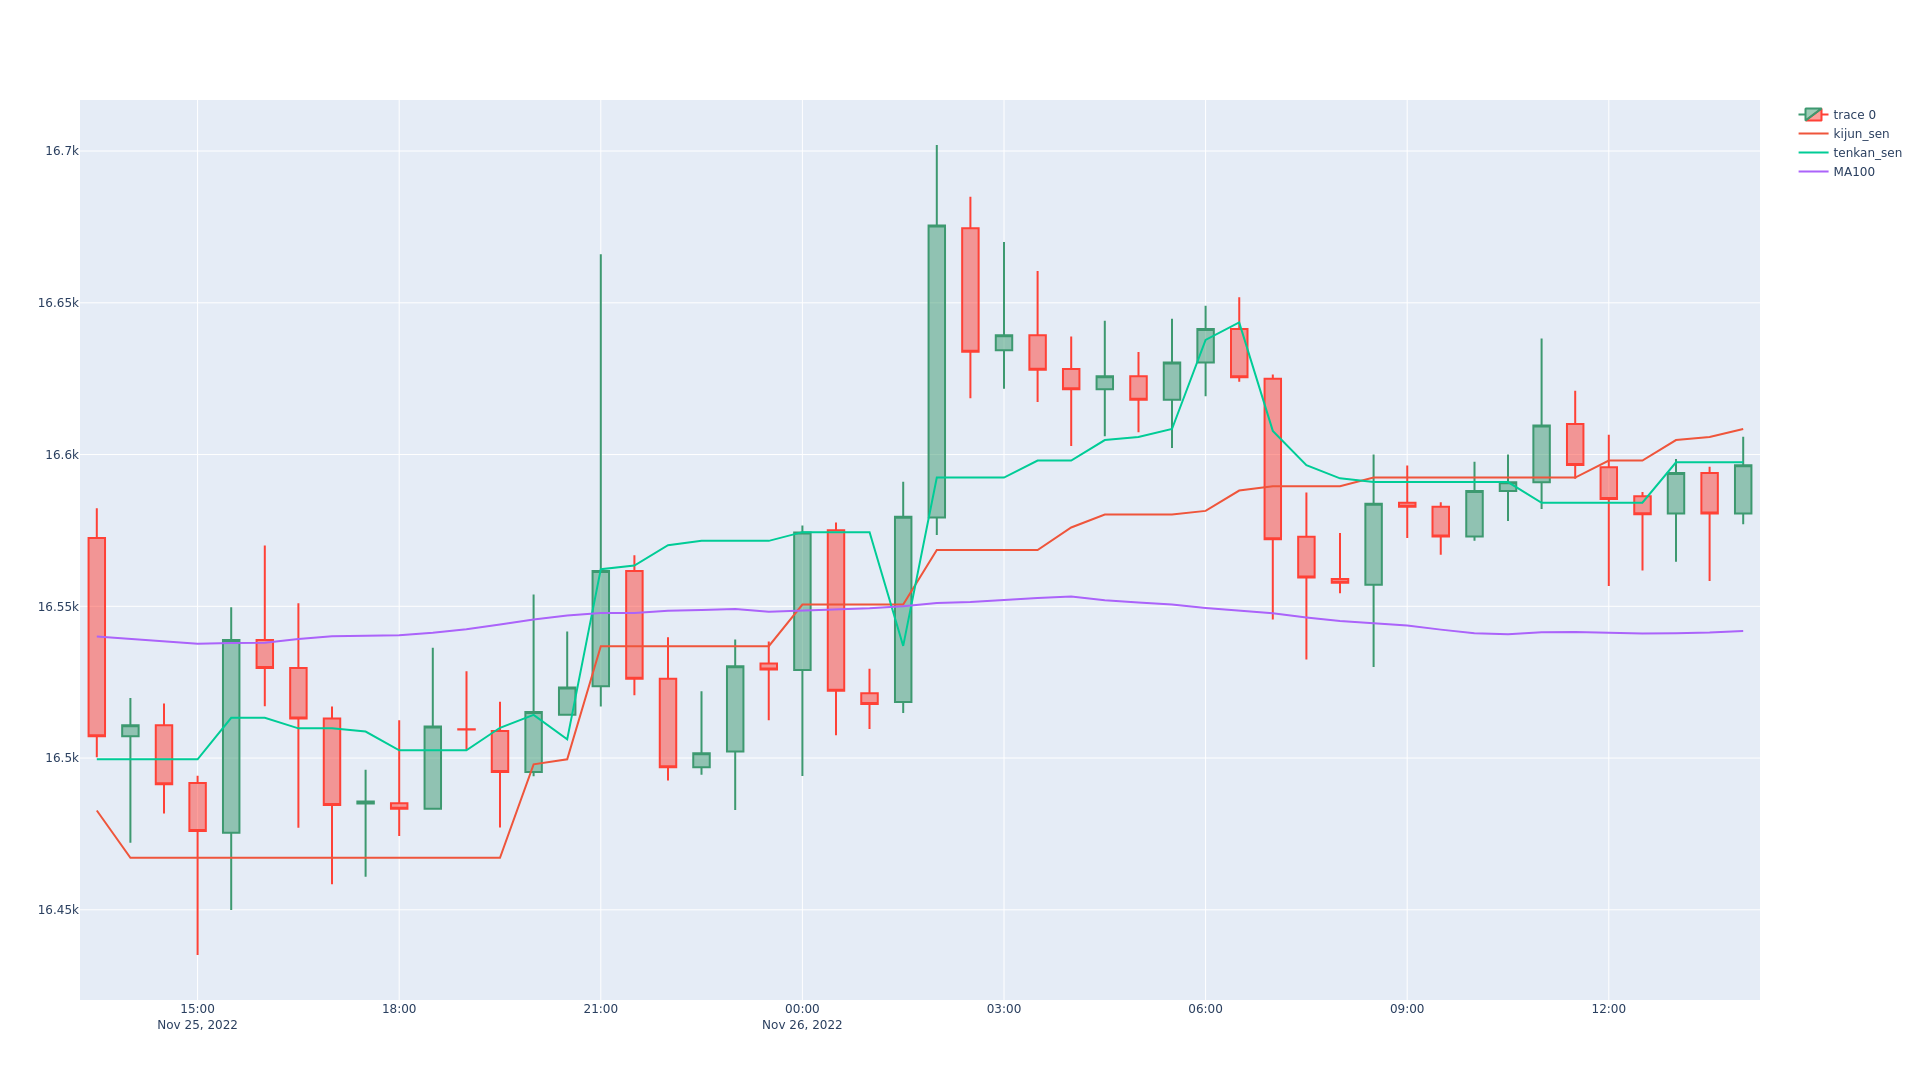 trace 0
kijun_sen
tenkan_sen
MA100
16.7k
16.65k
16.6k
16.55k
16.5k
16.45k
15:00 18:00 21:00 00:00 03:00 06:00 09:00 12:00
Nov 25, 2022 Nov 26, 2022